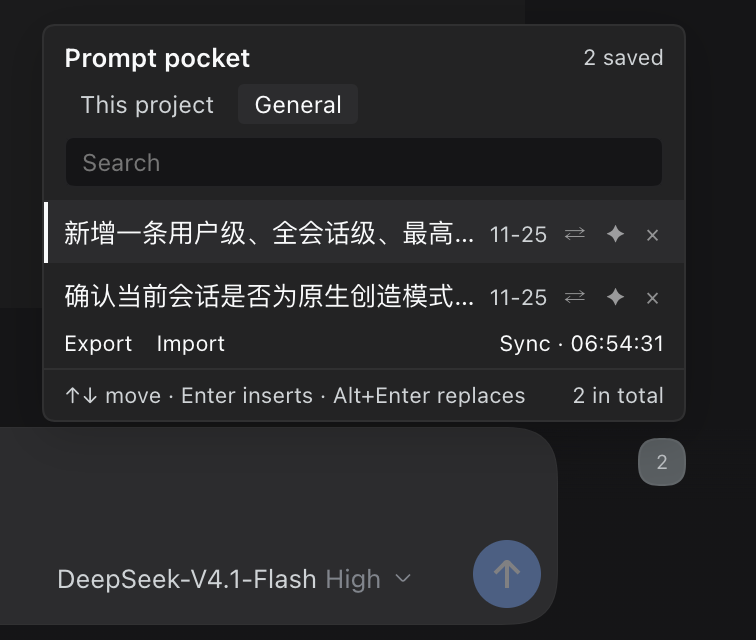 Prompt pocket 2 saved
This project General
Search
新增一条用户级、全会话级、最高... 11-25 ⇄ ✦ ×
确认当前会话是否为原生创造模式... 11-25 ⇄ ✦ ×
Export Import Sync · 06:54:31
↑↓ move · Enter inserts · Alt+Enter replaces 2 in total
2
DeepSeek-V4.1-Flash High